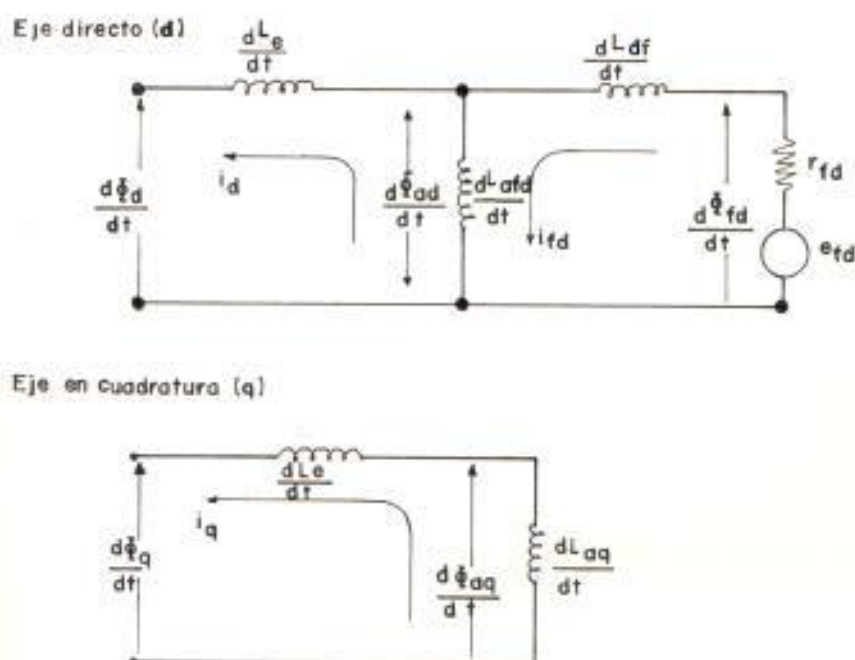 Eje directo (d)
dLe/dt
dLdf/dt
dΦd/dt
id
dΦad/dt
dLafd/dt
ifd
dΦfd/dt
rfd
efd
Eje en cuadratura (q)
dLe/dt
iq
dΦq/dt
dΦaq/dt
dLaq/dt